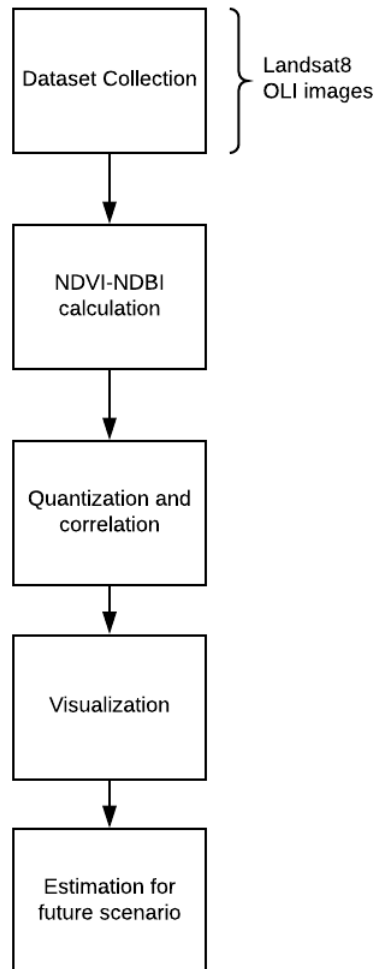 Dataset Collection
Landsat8
OLI images
NDVI-NDBI
calculation
Quantization and
correlation
Visualization
Estimation for
future scenario